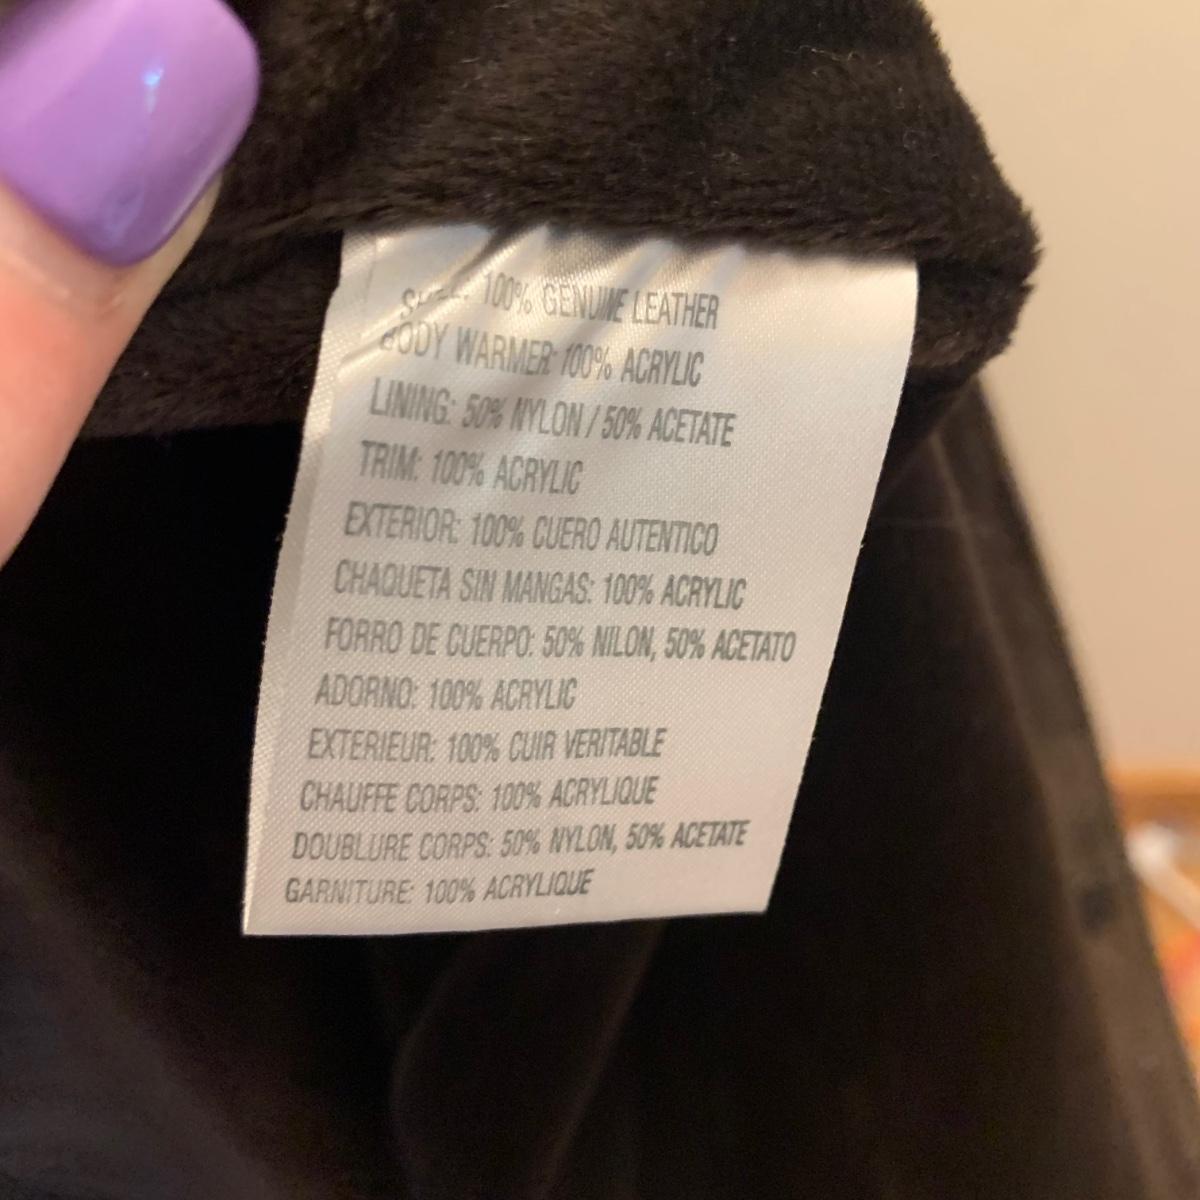 SHELL: 100% GENUINE LEATHER
BODY WARMER: 100% ACRYLIC
LINING: 50% NYLON / 50% ACETATE
TRIM: 100% ACRYLIC
EXTERIOR: 100% CUERO AUTENTICO
CHAQUETA SIN MANGAS: 100% ACRYLIC
FORRO DE CUERPO: 50% NILON, 50% ACETATO
ADORNO: 100% ACRYLIC
EXTERIEUR: 100% CUIR VERITABLE
CHAUFFE CORPS: 100% ACRYLIQUE
DOUBLURE CORPS: 50% NYLON, 50% ACETATE
GARNITURE: 100% ACRYLIQUE